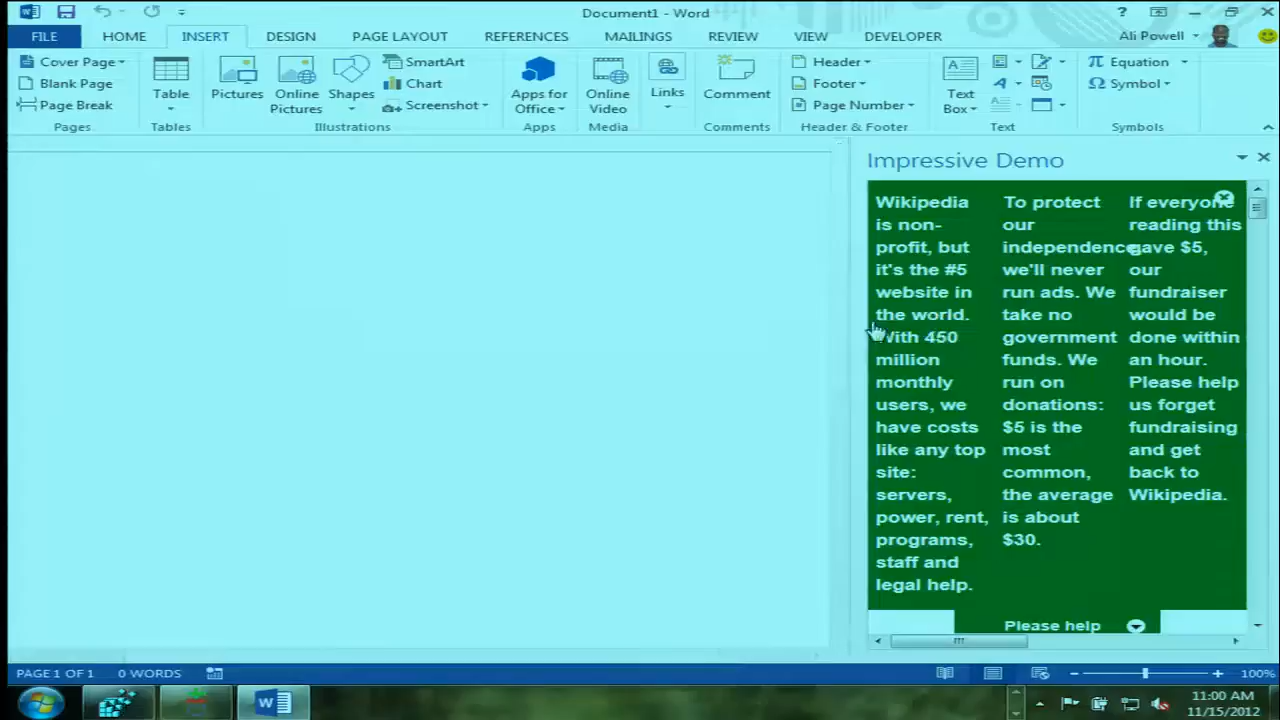 Document1 - Word
FILE HOME INSERT DESIGN PAGE LAYOUT REFERENCES MAILINGS REVIEW VIEW DEVELOPER Ali Powell
Cover Page
Blank Page
Page Break
Pages
Table
Tables
Pictures
Online
Pictures
Shapes
SmartArt
Chart
Screenshot
Illustrations
Apps for
Office
Apps
Online
Video
Media
Links
Comment
Comments
Header
Footer
Page Number
Header & Footer
Text
Box
Text
Equation
Symbol
Symbols
Impressive Demo
Wikipedia
is non-
profit, but
it's the #5
website in
the world.
With 450
million
monthly
users, we
have costs
like any top
site:
servers,
power, rent,
programs,
staff and
legal help.
To protect
our
independence,
we'll never
run ads. We
take no
government
funds. We
run on
donations:
$5 is the
most
common,
the average
is about
$30.
If everyone
reading this
gave $5,
our
fundraiser
would be
done within
an hour.
Please help
us forget
fundraising
and get
back to
Wikipedia.
Please help
PAGE 1 OF 1 0 WORDS 100%
11:00 AM
11/15/2012